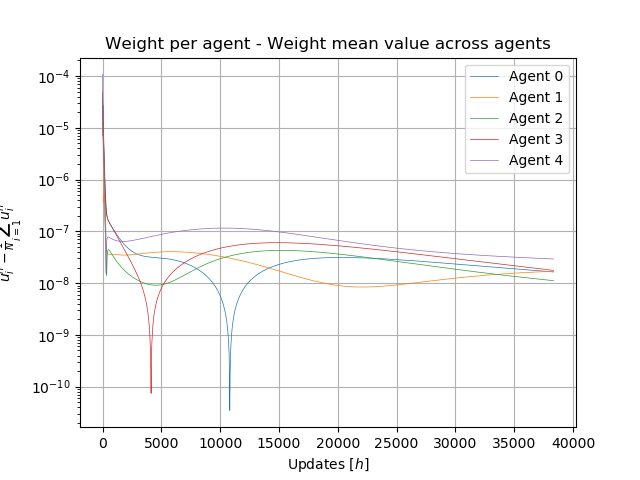 Weight per agent - Weight mean value across agents
10⁻⁴
10⁻⁵
10⁻⁶
10⁻⁷
10⁻⁸
10⁻⁹
10⁻¹⁰
Agent 0
Agent 1
Agent 2
Agent 3
Agent 4
0 5000 10000 15000 20000 25000 30000 35000 40000
Updates [h]